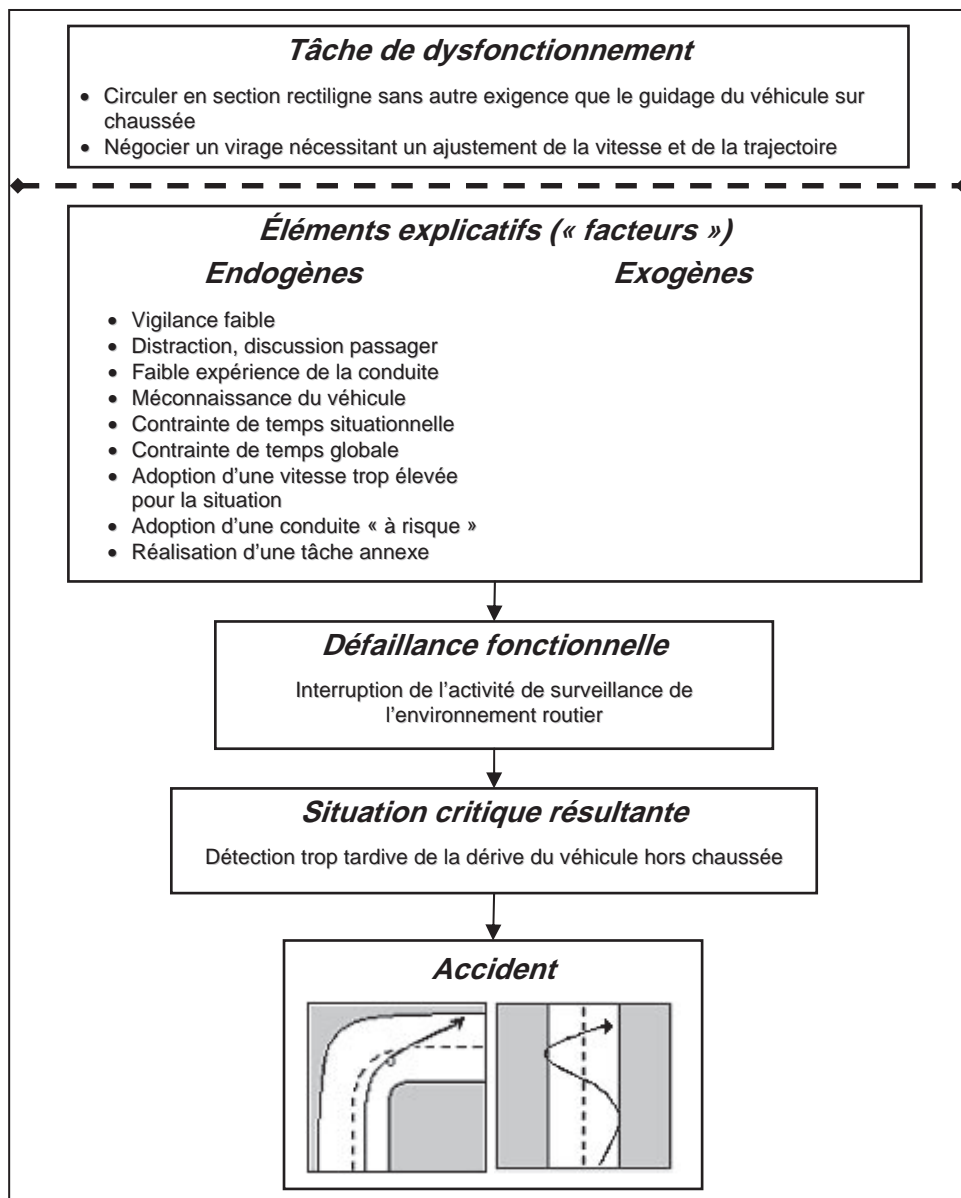 Tâche de dysfonctionnement
• Circuler en section rectiligne sans autre exigence que le guidage du véhicule sur
chaussée
• Négocier un virage nécessitant un ajustement de la vitesse et de la trajectoire
Éléments explicatifs (« facteurs »)
Endogènes
Exogènes
• Vigilance faible
• Distraction, discussion passager
• Faible expérience de la conduite
• Méconnaissance du véhicule
• Contrainte de temps situationnelle
• Contrainte de temps globale
• Adoption d’une vitesse trop élevée
pour la situation
• Adoption d’une conduite « à risque »
• Réalisation d’une tâche annexe
Défaillance fonctionnelle
Interruption de l’activité de surveillance de
l’environnement routier
Situation critique résultante
Détection trop tardive de la dérive du véhicule hors chaussée
Accident